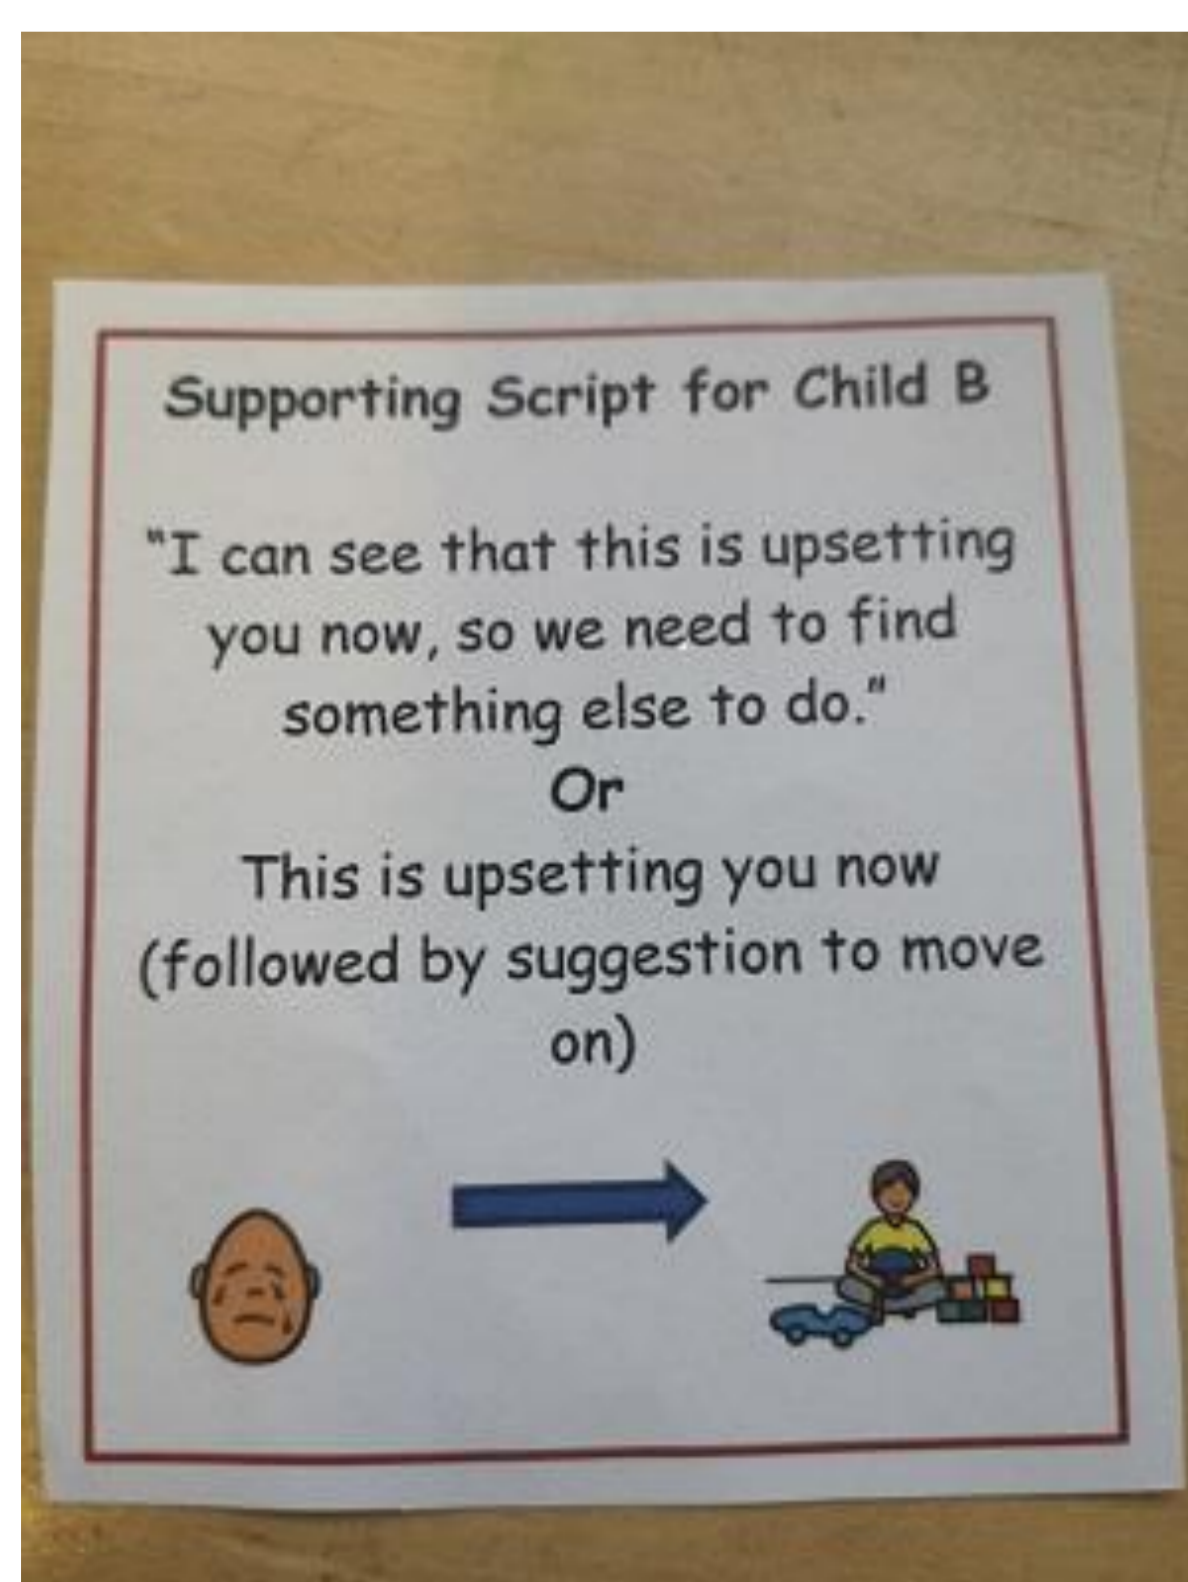 Supporting Script for Child B
"I can see that this is upsetting
you now, so we need to find
something else to do."
Or
This is upsetting you now
(followed by suggestion to move
on)